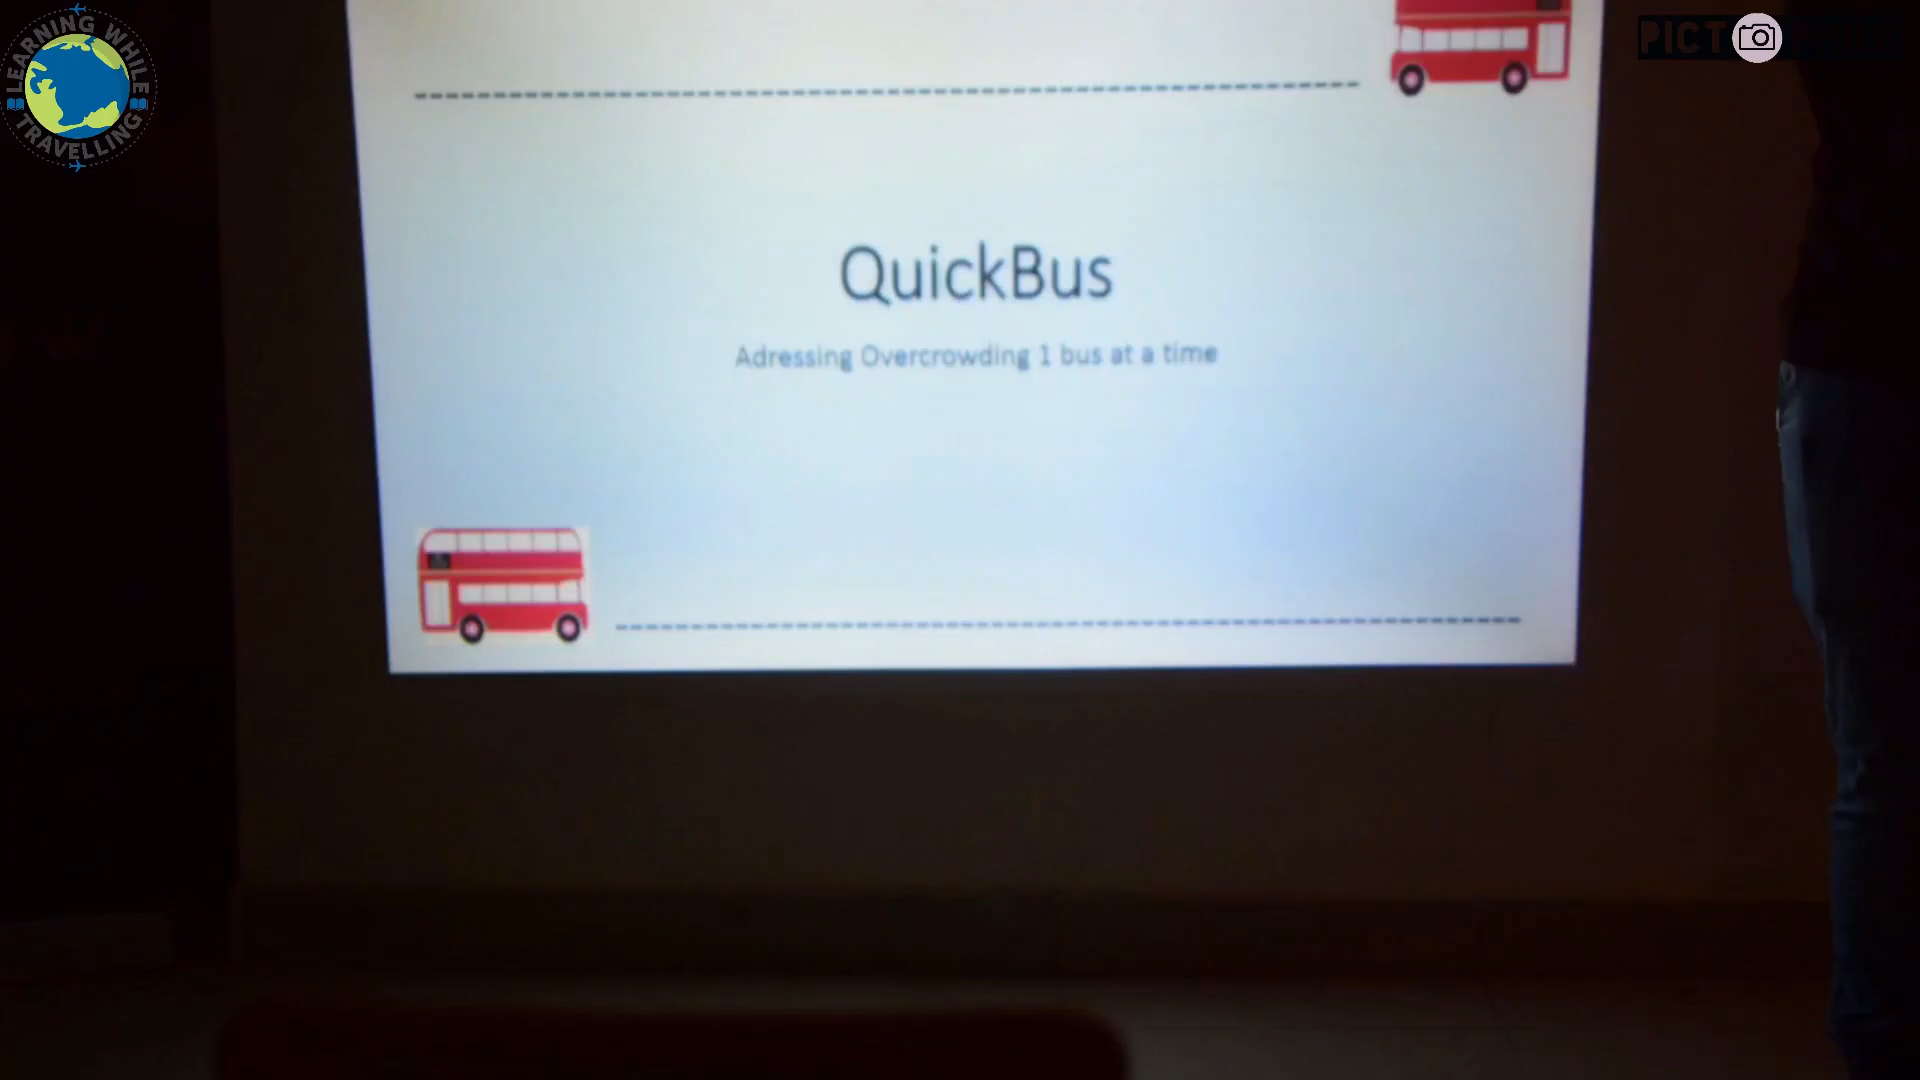 LEARNING WHILE
TRAVELLING
PICT
QuickBus
Adressing Overcrowding 1 bus at a time